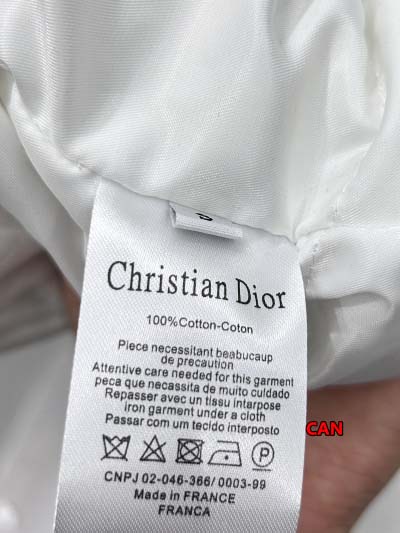 Christian Dior
100%Cotton-Coton
Piece necessitant beabucaup
de precaution
Attentive care needed for this garment
peca que necassita de muito cuidado
Repasser avec un tissu interpose
iron garment under a cloth
Passar com um tecido interposto
CAN
P
CNPJ 02-046-366/ 0003-99
Made in FRANCE
FRANCA